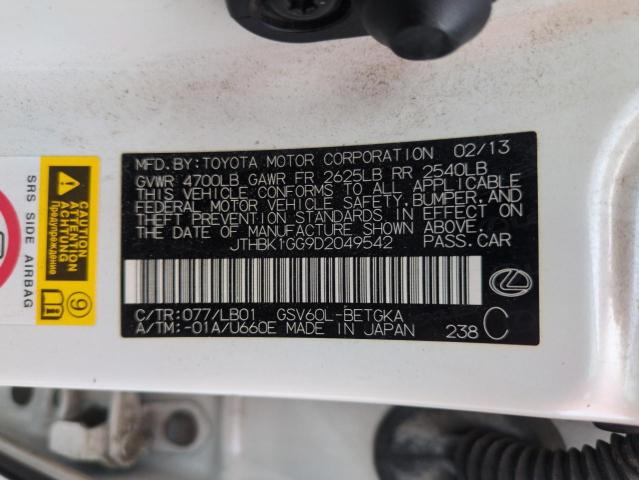 MFD. BY: TOYOTA MOTOR CORPORATION 02/13
GVWR 4700LB GAWR FR 2625LB RR 2540LB
THIS VEHICLE CONFORMS TO ALL APPLICABLE
FEDERAL MOTOR VEHICLE SAFETY, BUMPER, AND
THEFT PREVENTION STANDARDS IN EFFECT ON
THE DATE OF MANUFACTURE SHOWN ABOVE.
JTHBK1GG9D2049542 PASS. CAR
C/TR: 077/LB01 GSV60L-BETGKA
A/TM: -01A/U660E MADE IN JAPAN 238 C
SRS SIDE AIRBAG
CAUTION
ATTENTION
ACHTUNG
Предупреждение
9